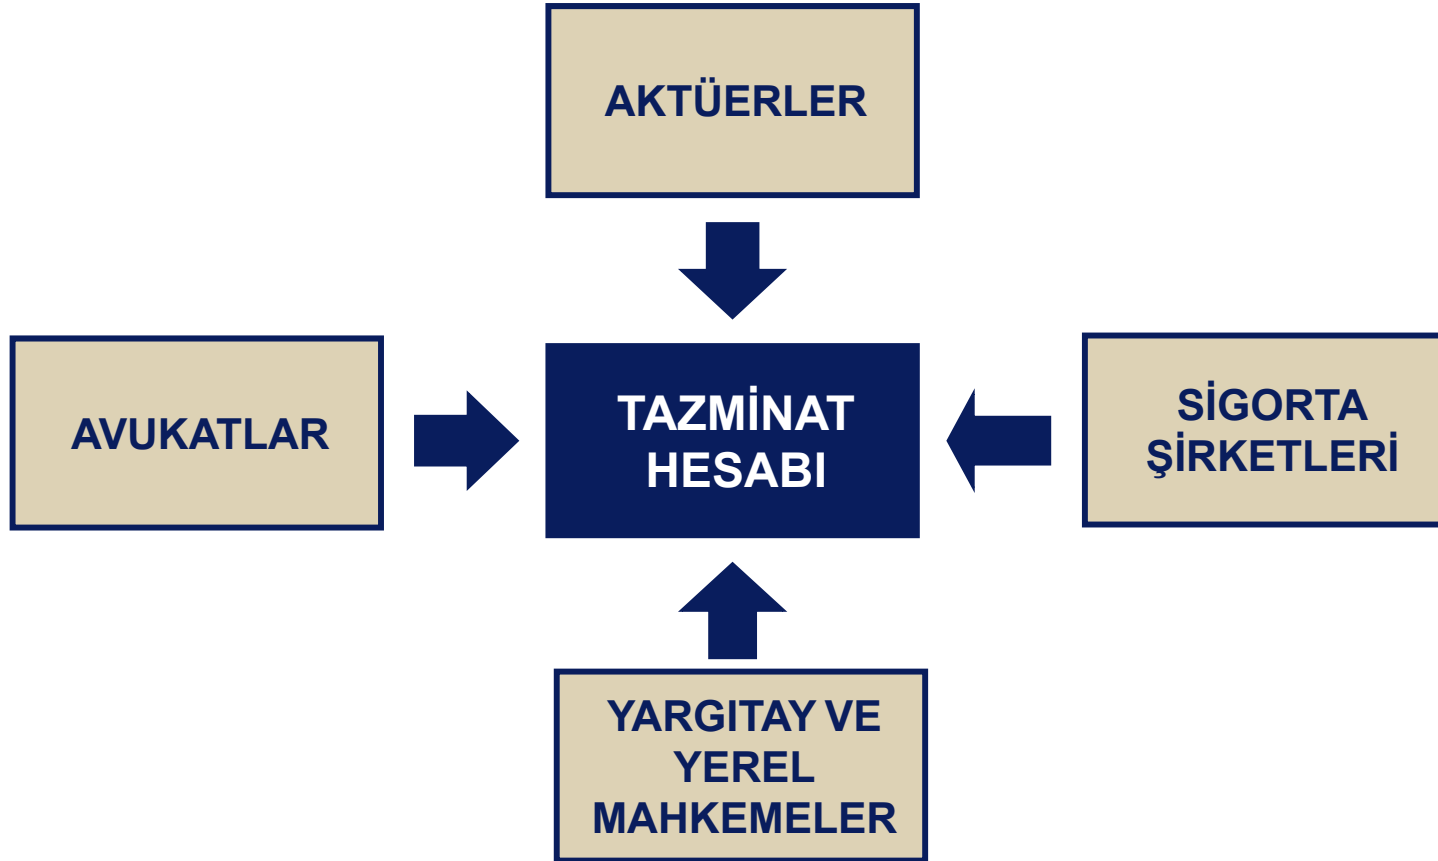 AKTÜERLER
AVUKATLAR
TAZMİNAT
HESABI
SİGORTA
ŞİRKETLERİ
YARGITAY VE
YEREL
MAHKEMELER